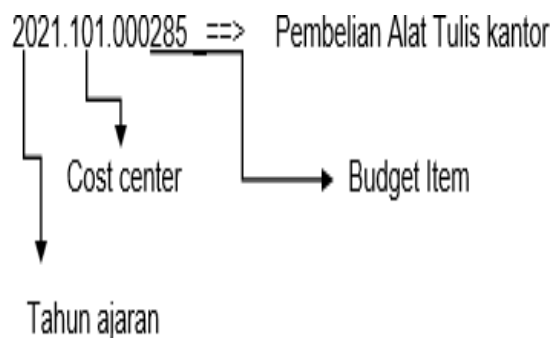 2021.101.000285 ==> Pembelian Alat Tulis kantor
Cost center
Budget Item
Tahun ajaran